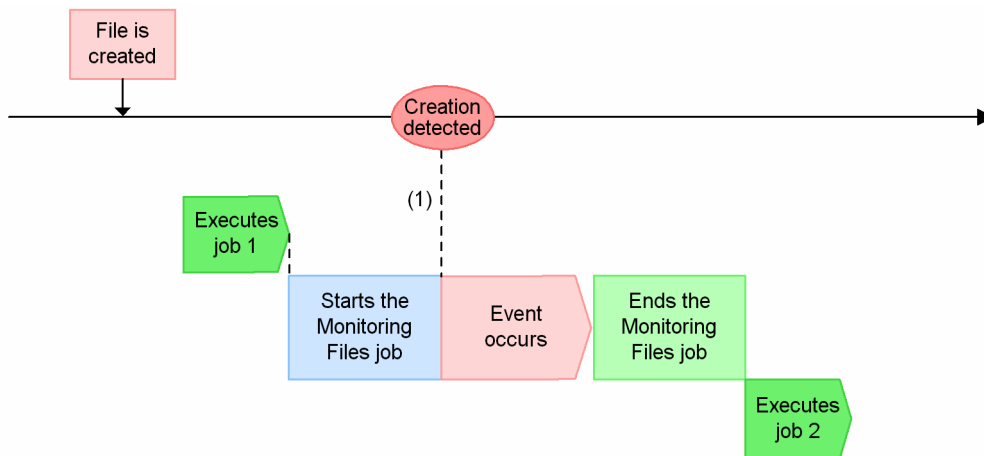 File is
created
Creation
detected
(1)
Executes
job 1
Starts the
Monitoring
Files job
Event
occurs
Ends the
Monitoring
Files job
Executes
job 2